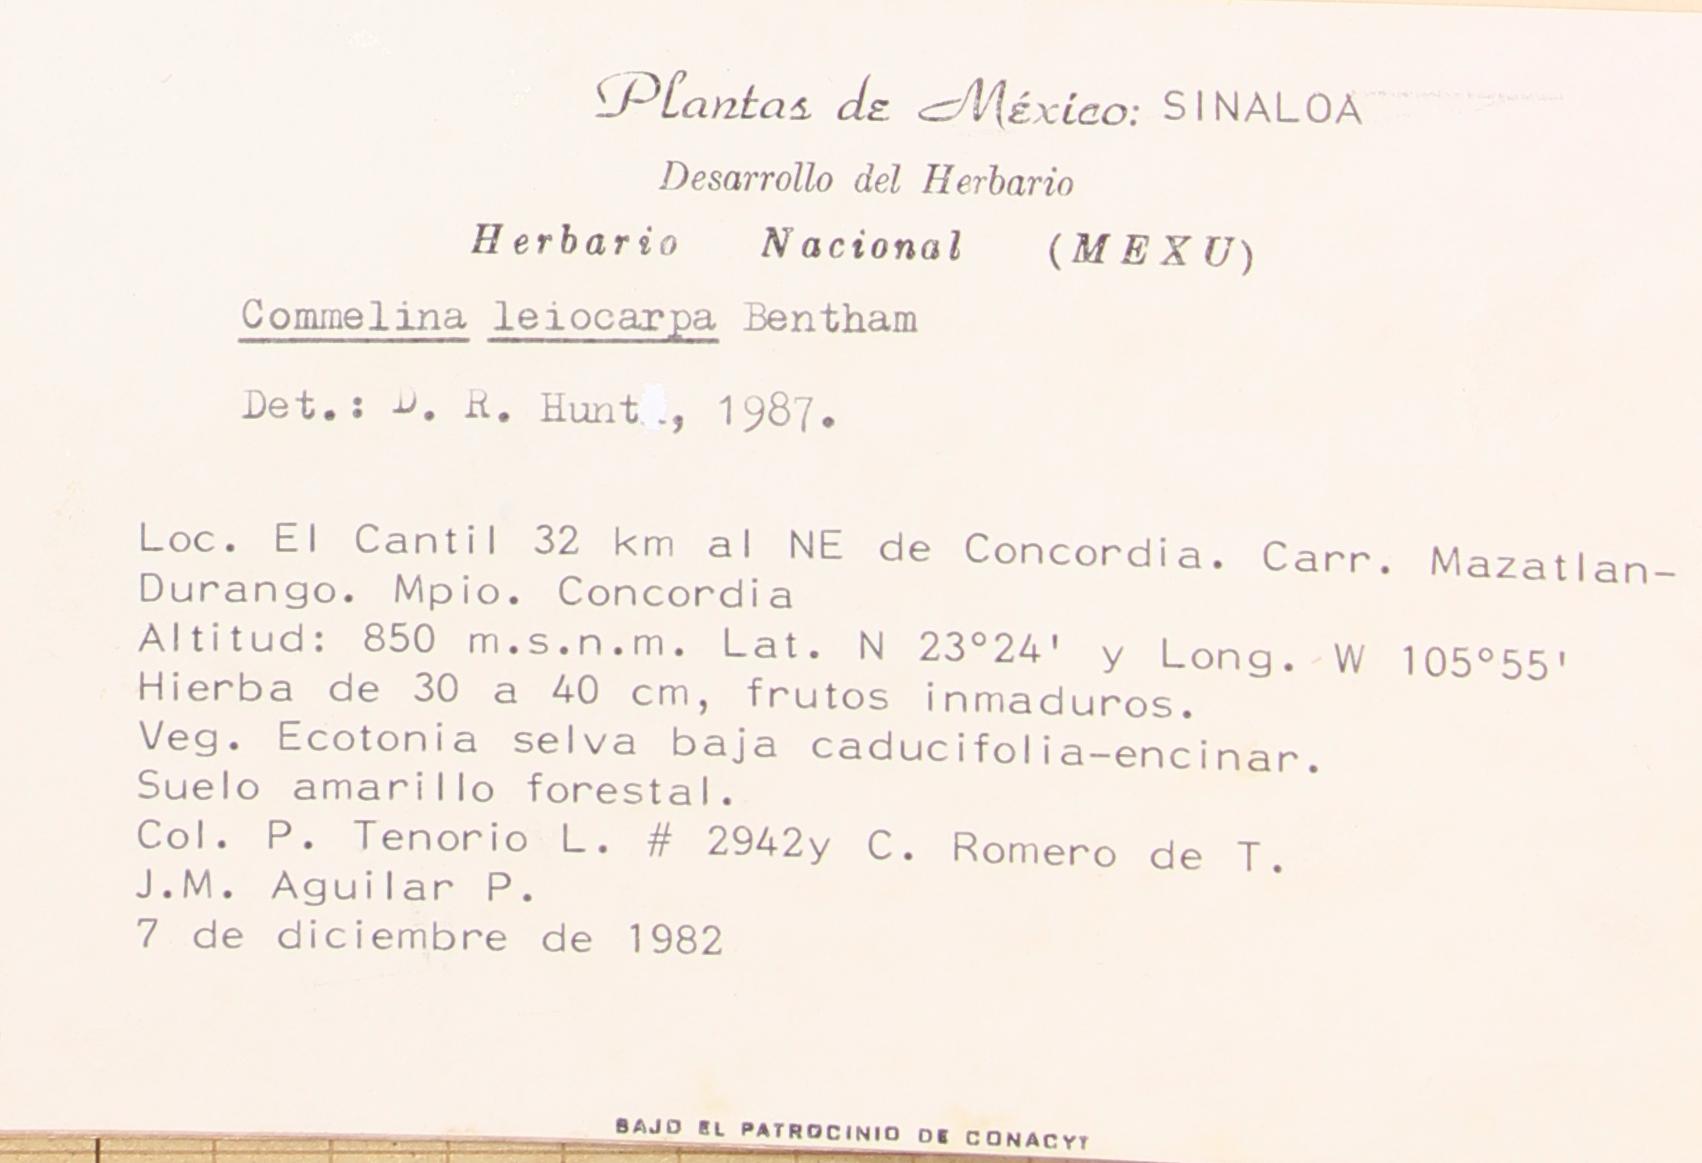 Plantas de México: SINALOA
Desarrollo del Herbario
Herbario Nacional (MEXU)
Commelina leiocarpa Bentham
Det.: D. R. Hunt , 1987.
Loc. El Cantil 32 km al NE de Concordia. Carr. Mazatlan-
Durango. Mpio. Concordia
Altitud: 850 m.s.n.m. Lat. N 23°24' y Long. W 105°55'
Hierba de 30 a 40 cm, frutos inmaduros.
Veg. Ecotonia selva baja caducifolia-encinar.
Suelo amarillo forestal.
Col. P. Tenorio L. # 2942y C. Romero de T.
J.M. Aguilar P.
7 de diciembre de 1982
BAJO EL PATROCINIO DE CONACYT